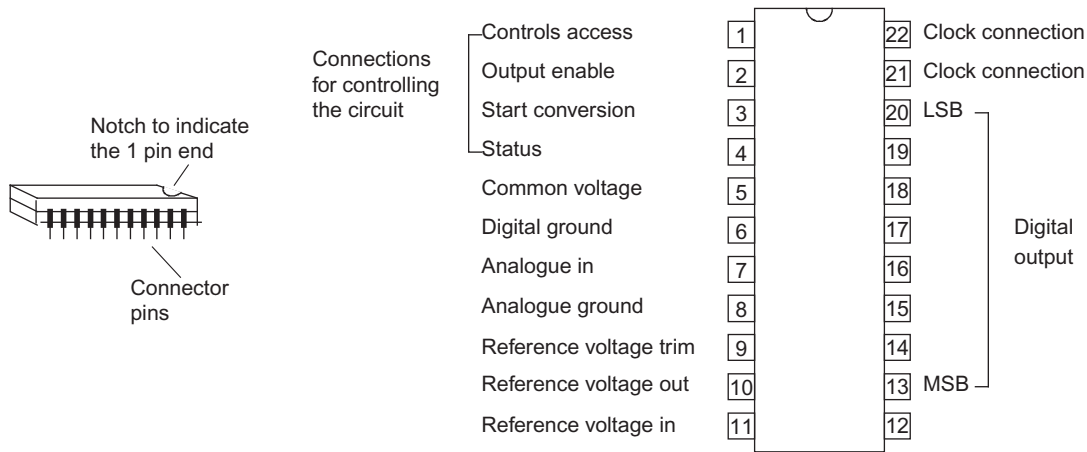 Notch to indicate
the 1 pin end
Connector
pins
Connections
for controlling
the circuit
Controls access 1
Output enable 2
Start conversion 3
Status 4
Common voltage 5
Digital ground 6
Analogue in 7
Analogue ground 8
Reference voltage trim 9
Reference voltage out 10
Reference voltage in 11
22 Clock connection
21 Clock connection
20 LSB
19
18
17
16
15
14
13 MSB
12
Digital
output